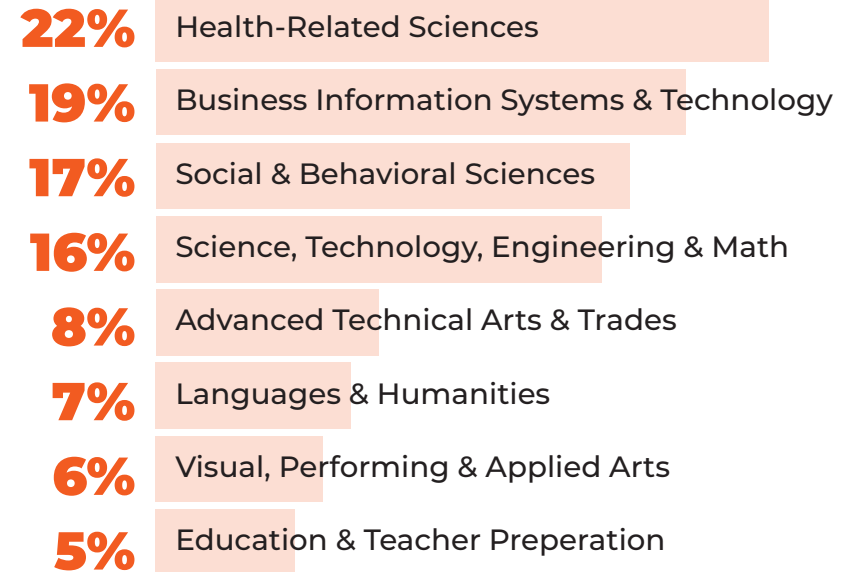 22% Health-Related Sciences
19% Business Information Systems & Technology
17% Social & Behavioral Sciences
16% Science, Technology, Engineering & Math
8% Advanced Technical Arts & Trades
7% Languages & Humanities
6% Visual, Performing & Applied Arts
5% Education & Teacher Preperation